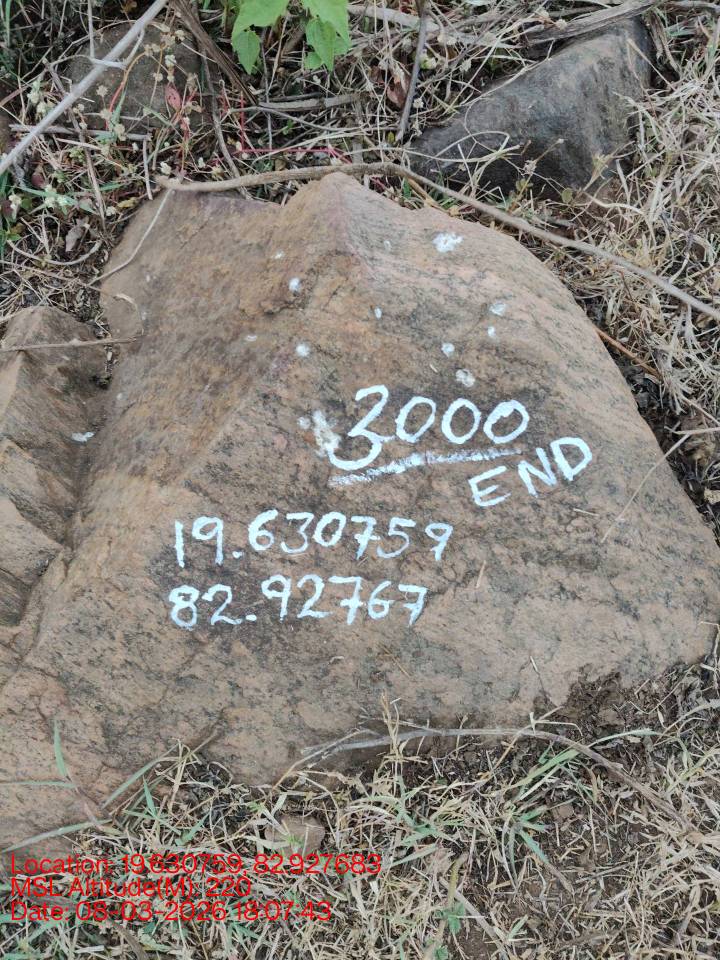 3000
END
19.630759
82.92767
Location: 19.630759, 82.927683
MSL Altitude(M): 220
Date: 08-03-2026 18:07:43